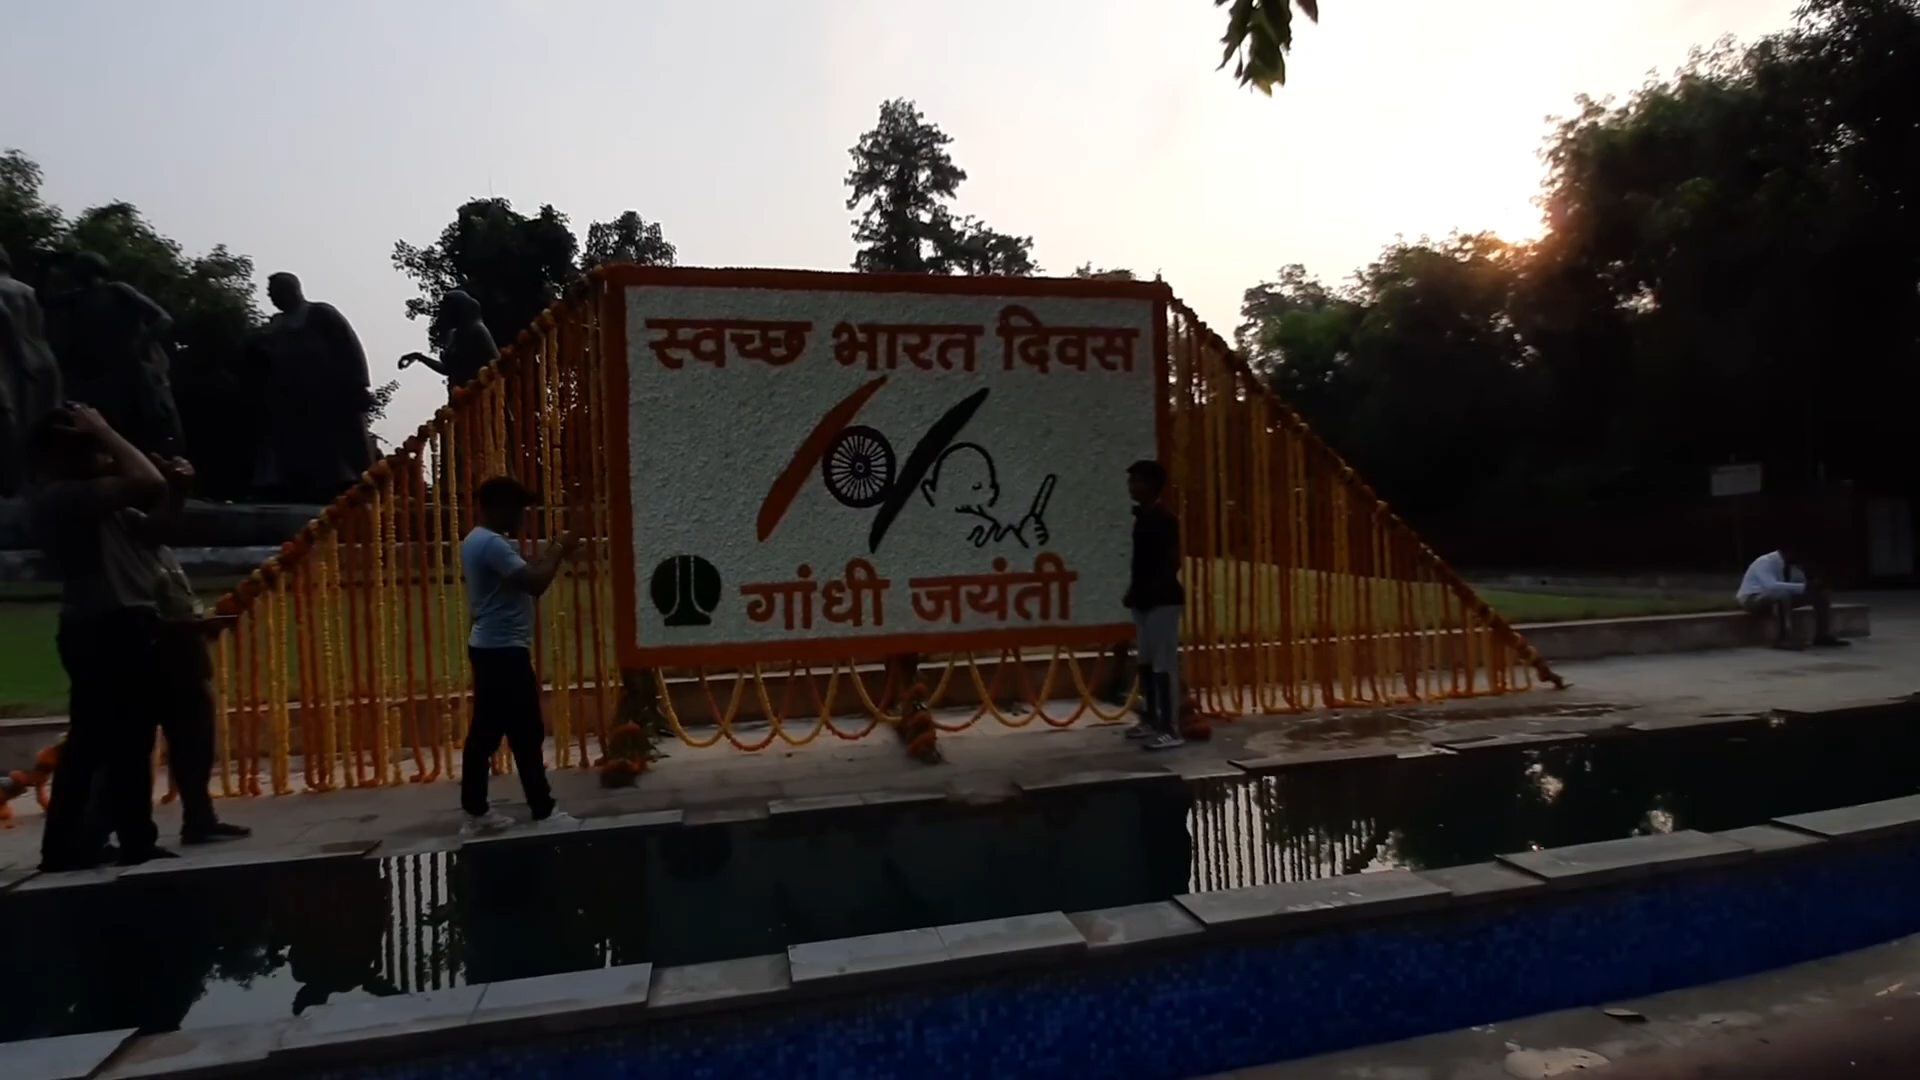 स्वच्छ भारत दिवस
गांधी जयंती